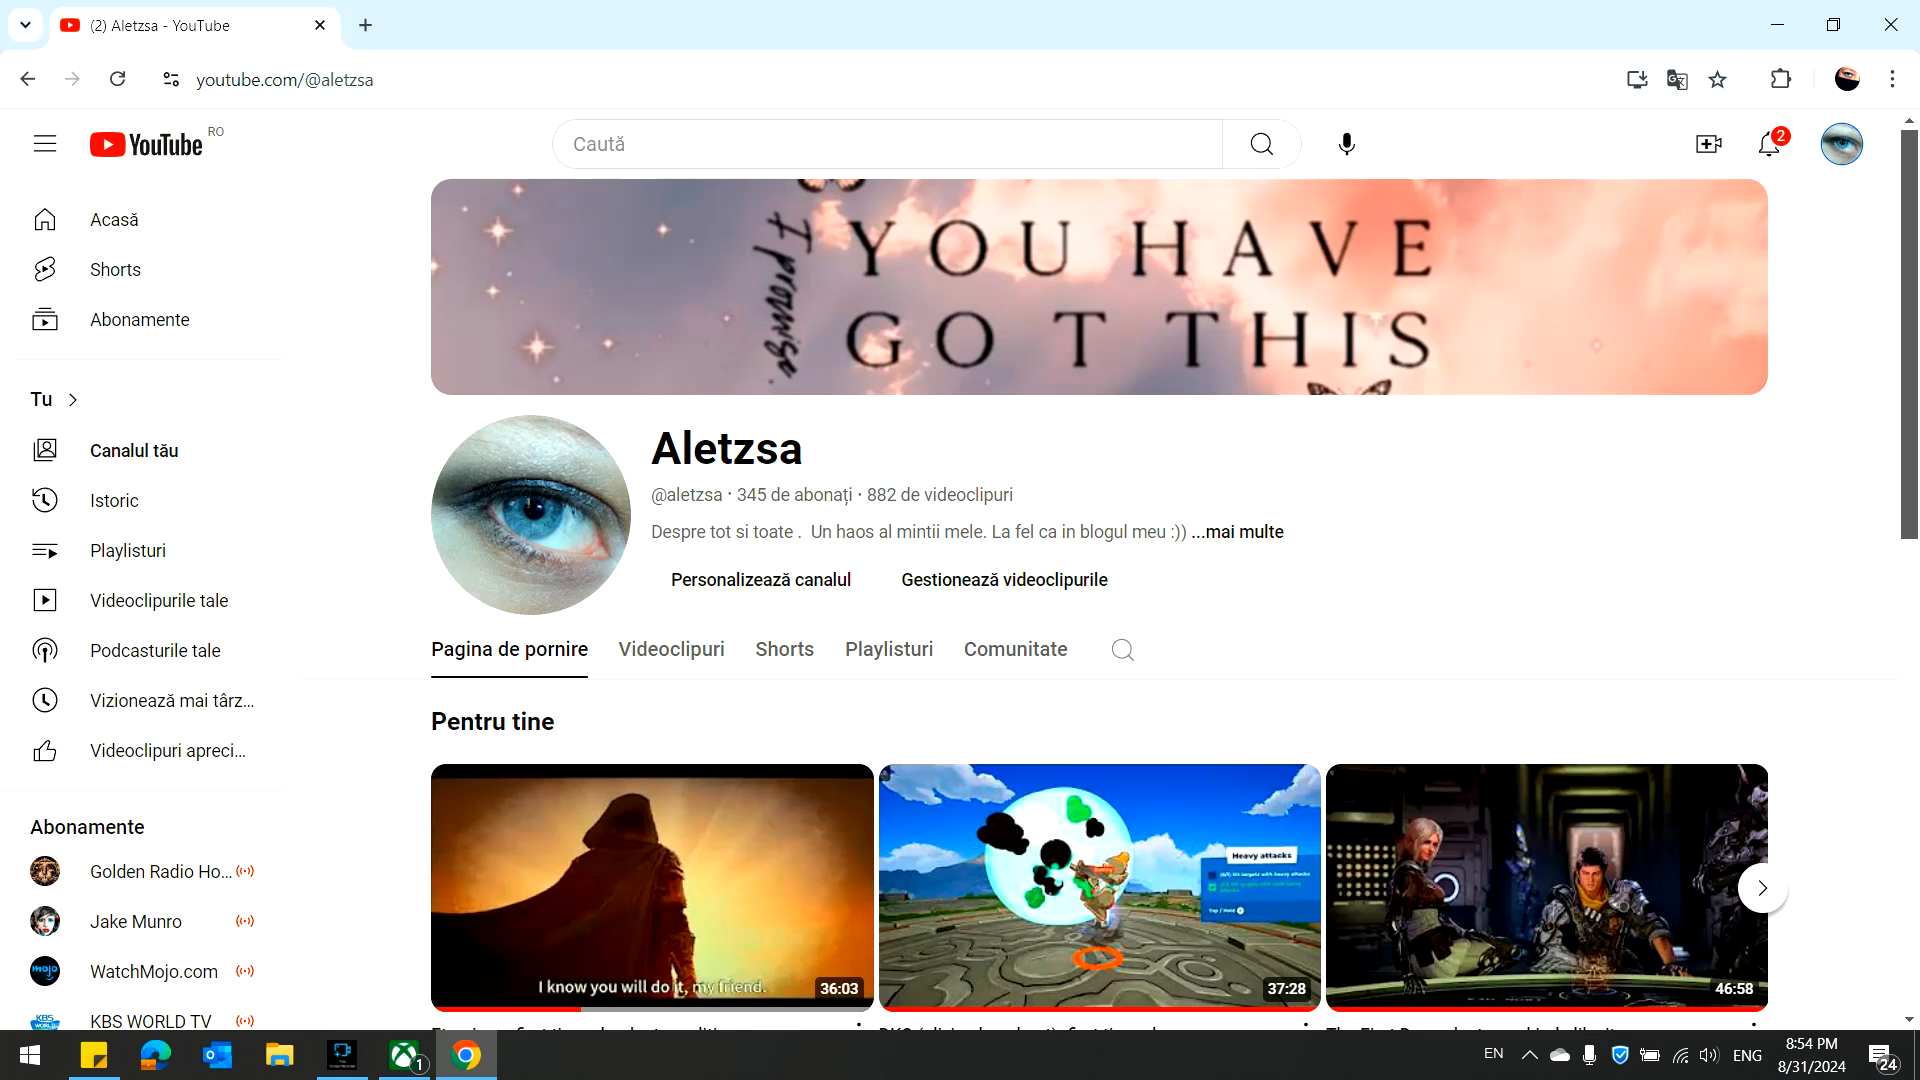 (2) Aletzsa - YouTube
youtube.com/@aletzsa
YouTube RO
Caută
2
Acasă
Shorts
Abonamente
Tu
Canalul tău
Istoric
Playlisturi
Videoclipurile tale
Podcasturile tale
Vizionează mai târz...
Videoclipuri apreci...
Abonamente
Golden Radio Ho...
Jake Munro
mojo
WatchMojo.com
KBS
WORLD
KBS WORLD TV
I promise.
YOU HAVE
GOT THIS
Aletzsa
@aletzsa · 345 de abonați · 882 de videoclipuri
Despre tot si toate . Un haos al mintii mele. La fel ca in blogul meu :)) ...mai multe
Personalizează canalul
Gestionează videoclipurile
Pagina de pornire
Videoclipuri
Shorts
Playlisturi
Comunitate
Pentru tine
I know you will do it, my friend.
36:03
Heavy attacks
37:28
46:58
1
EN
ENG
8:54 PM
8/31/2024
24